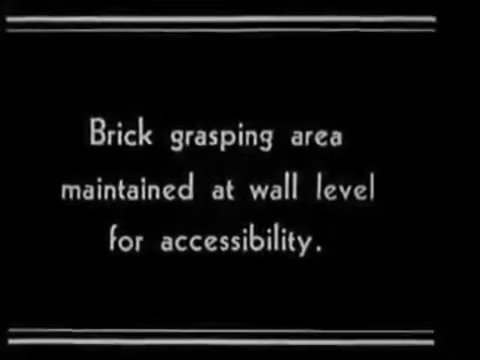 Brick grasping area
maintained at wall level
for accessibility.